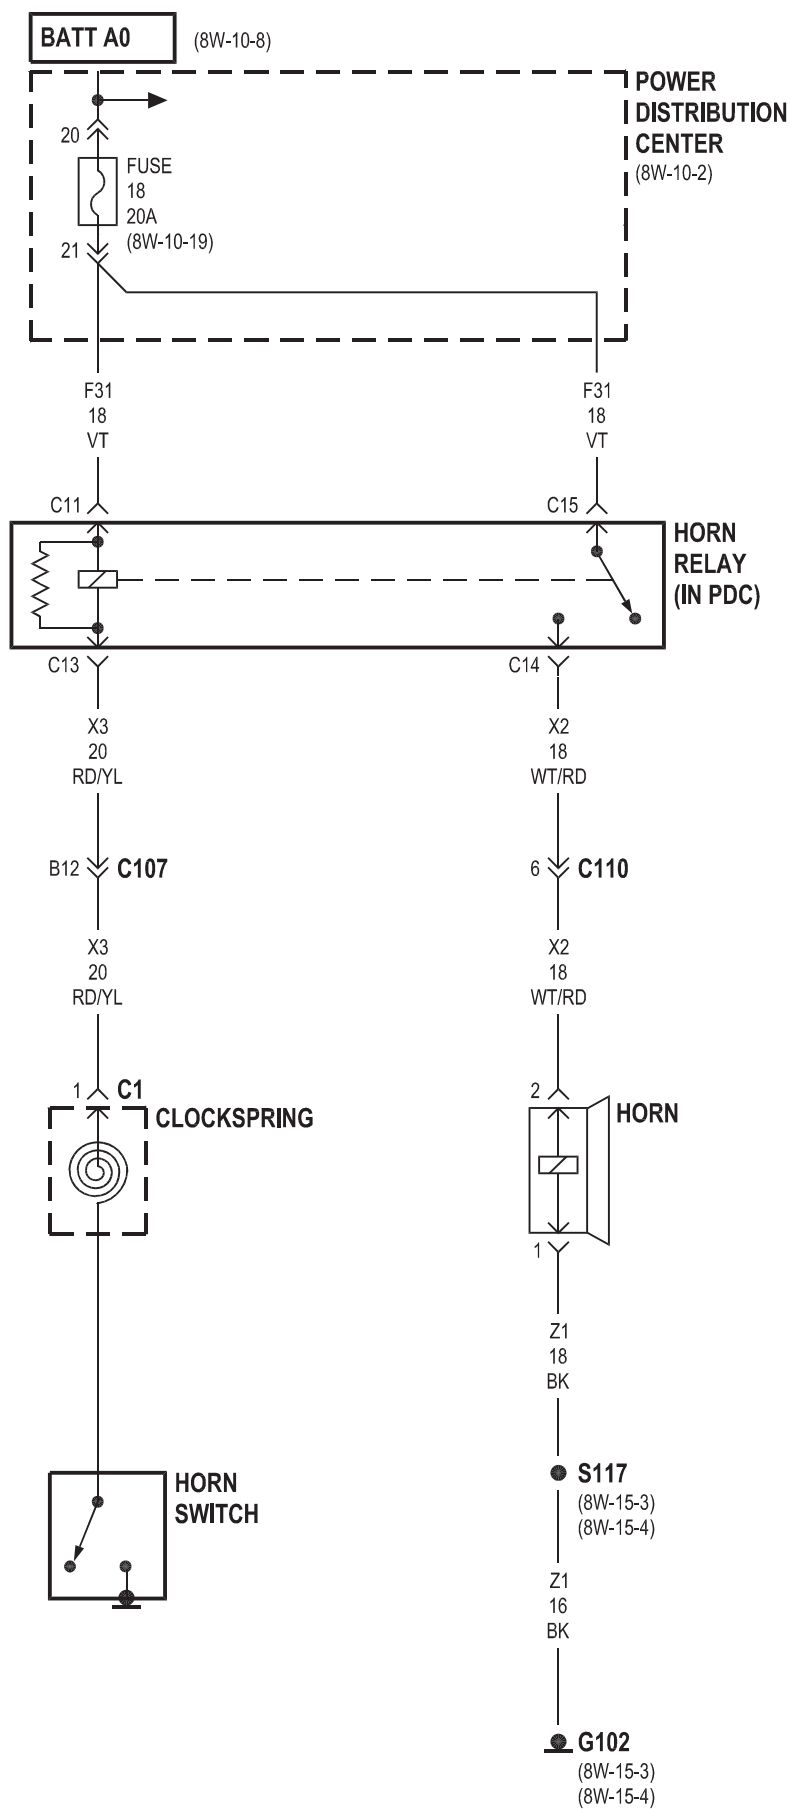 BATT A0
(8W-10-8)
POWER
DISTRIBUTION
CENTER
(8W-10-2)
20
FUSE
18
20A
(8W-10-19)
21
F31
18
VT
F31
18
VT
C11
C15
HORN
RELAY
(IN PDC)
C13
C14
X3
20
RD/YL
X2
18
WT/RD
B12
C107
6
C110
X3
20
RD/YL
X2
18
WT/RD
1
C1
CLOCKSPRING
2
HORN
1
Z1
18
BK
HORN
SWITCH
S117
(8W-15-3)
(8W-15-4)
Z1
16
BK
G102
(8W-15-3)
(8W-15-4)